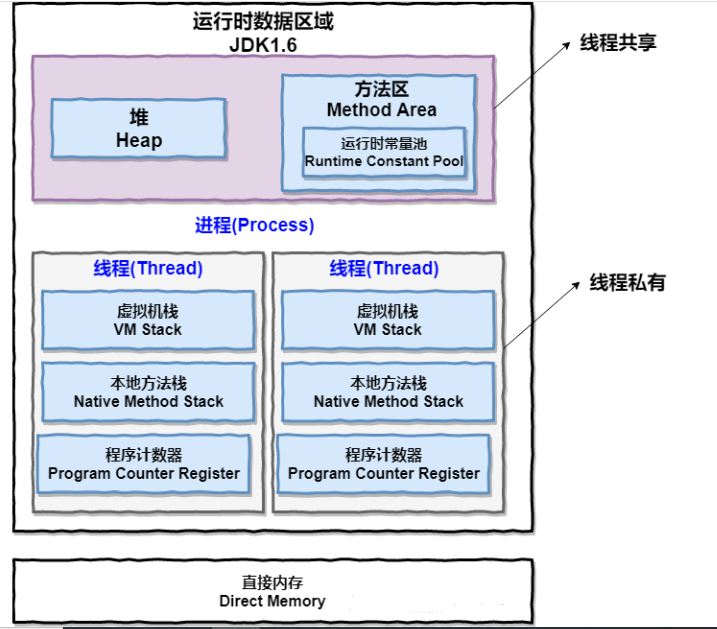 运行时数据区域
JDK1.6
线程共享
堆
Heap
方法区
Method Area
运行时常量池
Runtime Constant Pool
进程(Process)
线程(Thread)
线程(Thread)
线程私有
虚拟机栈
VM Stack
虚拟机栈
VM Stack
本地方法栈
Native Method Stack
本地方法栈
Native Method Stack
程序计数器
Program Counter Register
程序计数器
Program Counter Register
直接内存
Direct Memory